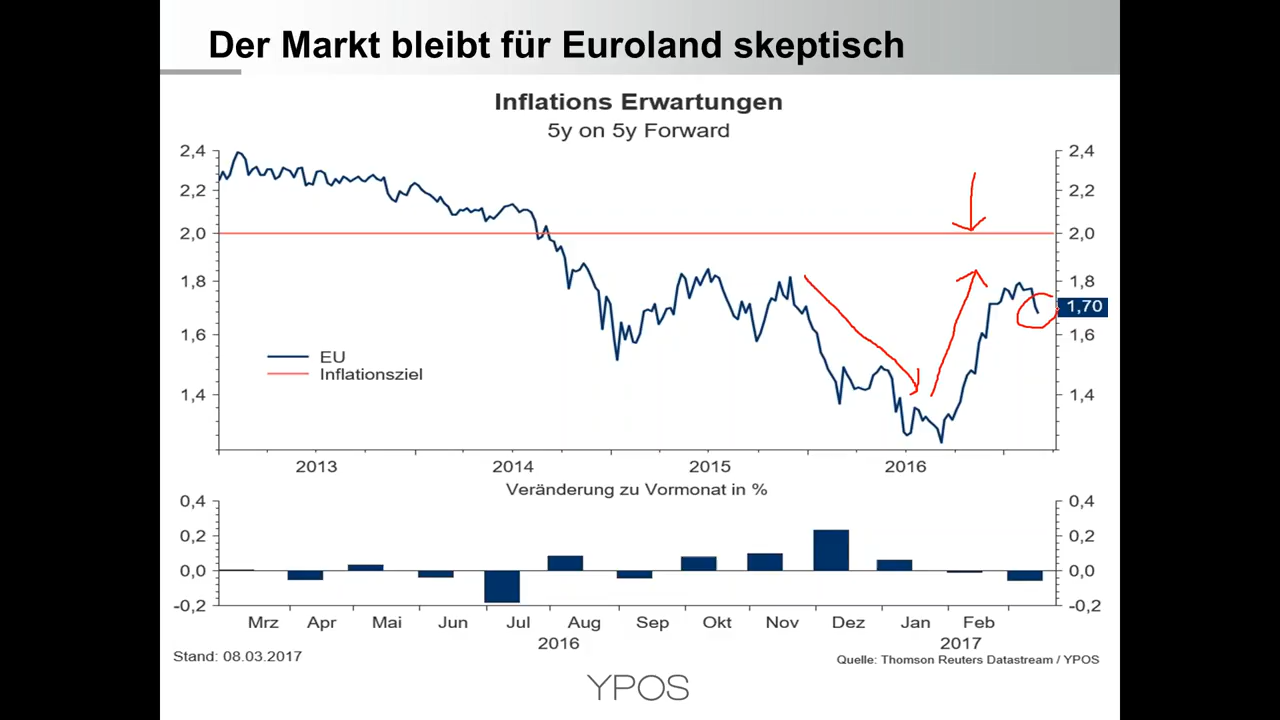 Der Markt bleibt für Euroland skeptisch
Inflations Erwartungen
5y on 5y Forward
2,4 2,4
2,2 2,2
2,0 2,0
1,8 1,8
1,70
1,6 1,6
EU
Inflationsziel
1,4 1,4
2013 2014 2015 2016
Veränderung zu Vormonat in %
0,4 0,4
0,2 0,2
0,0 0,0
-0,2 -0,2
Mrz Apr Mai Jun Jul Aug Sep Okt Nov Dez Jan Feb
2016 2017
Stand: 08.03.2017
Quelle: Thomson Reuters Datastream / YPOS
YPOS